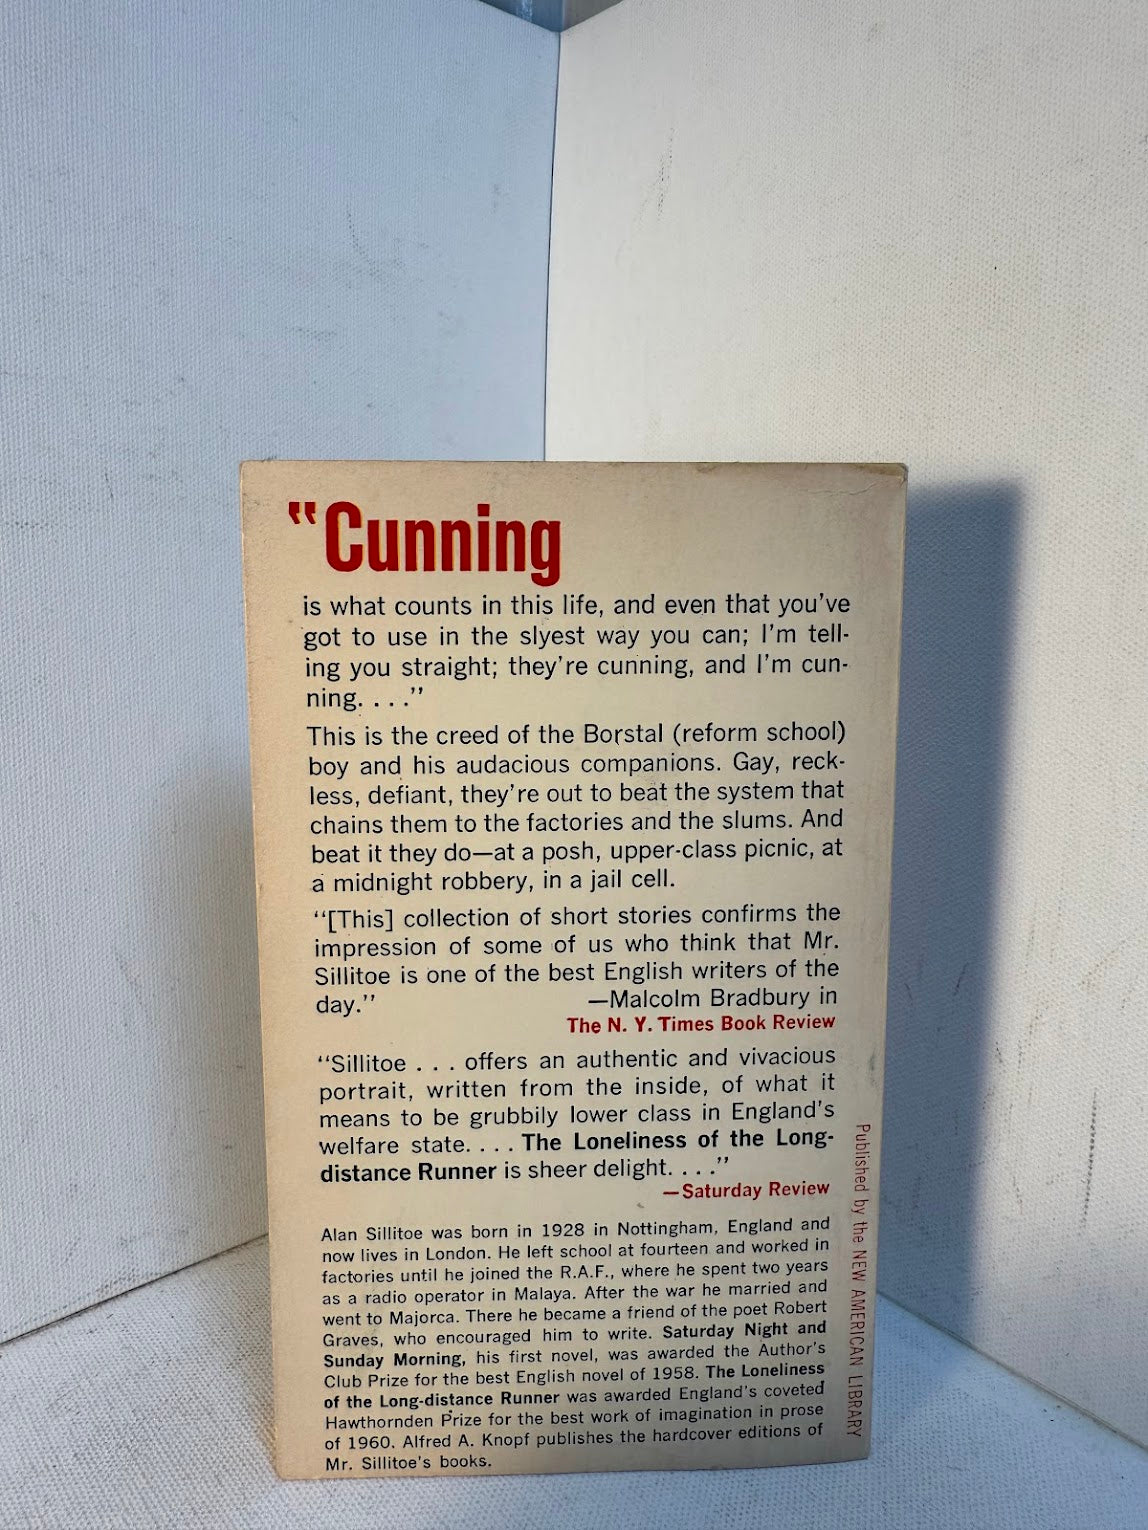 "Cunning
is what counts in this life, and even that you've
got to use in the slyest way you can; I'm tell-
ing you straight; they're cunning, and I'm cun-
ning. . . ."
This is the creed of the Borstal (reform school)
boy and his audacious companions. Gay, reck-
less, defiant, they're out to beat the system that
chains them to the factories and the slums. And
beat it they do—at a posh, upper-class picnic, at
a midnight robbery, in a jail cell.
"[This] collection of short stories confirms the
impression of some of us who think that Mr.
Sillitoe is one of the best English writers of the
day." —Malcolm Bradbury in
The N. Y. Times Book Review
"Sillitoe . . . offers an authentic and vivacious
portrait, written from the inside, of what it
means to be grubbily lower class in England's
welfare state. . . . The Loneliness of the Long-
distance Runner is sheer delight. . . ."
—Saturday Review
Alan Sillitoe was born in 1928 in Nottingham, England and
now lives in London. He left school at fourteen and worked in
factories until he joined the R.A.F., where he spent two years
as a radio operator in Malaya. After the war he married and
went to Majorca. There he became a friend of the poet Robert
Graves, who encouraged him to write. Saturday Night and
Sunday Morning, his first novel, was awarded the Author's
Club Prize for the best English novel of 1958. The Loneliness
of the Long-distance Runner was awarded England's coveted
Hawthornden Prize for the best work of imagination in prose
of 1960. Alfred A. Knopf publishes the hardcover editions of
Mr. Sillitoe's books.
Published by the NEW AMERICAN LIBRARY